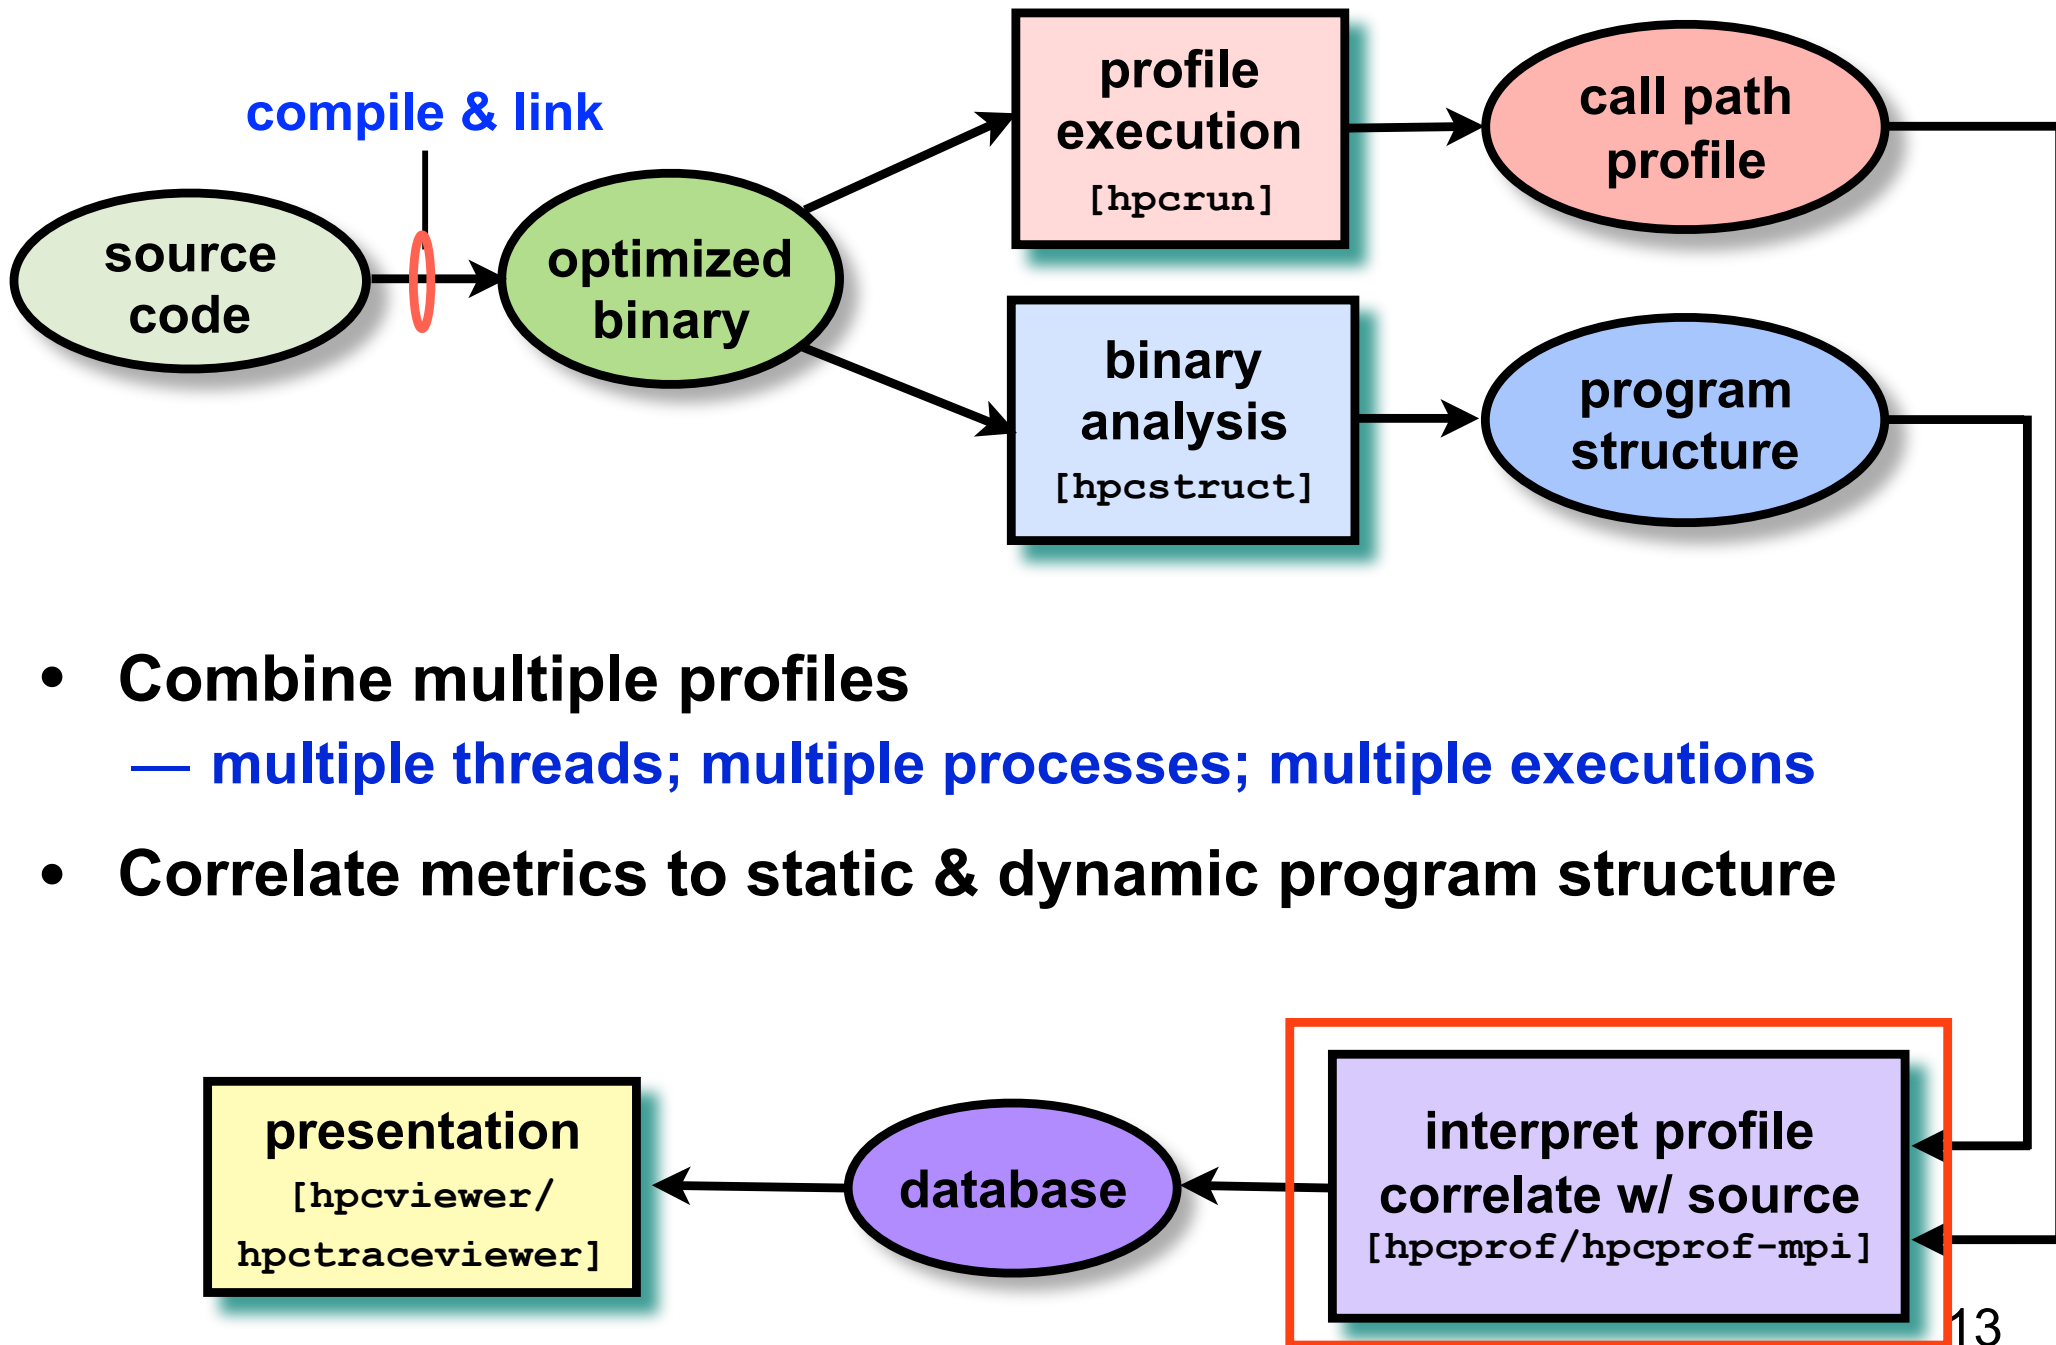 compile & link
source
code
optimized
binary
profile
execution
[hpcrun]
call path
profile
binary
analysis
[hpcstruct]
program
structure
• Combine multiple profiles
— multiple threads; multiple processes; multiple executions
• Correlate metrics to static & dynamic program structure
presentation
[hpcviewer/
hpctraceviewer]
database
interpret profile
correlate w/ source
[hpcprof/hpcprof-mpi]
13